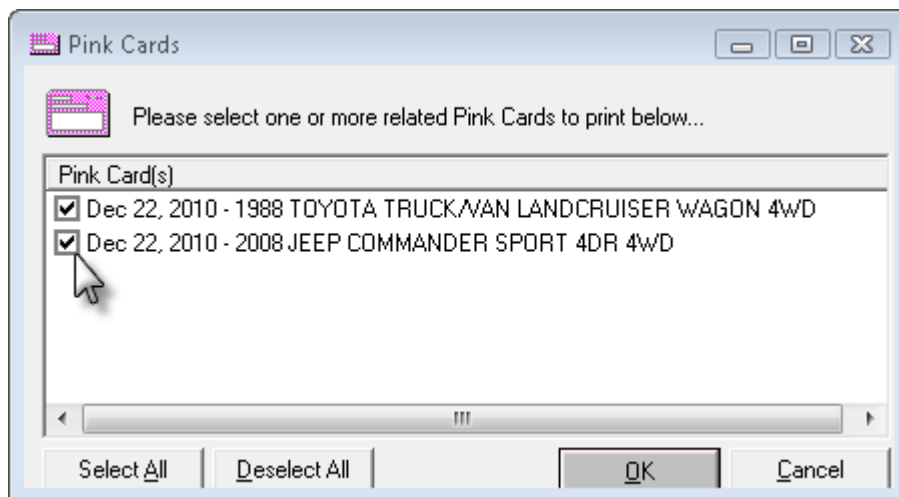 Pink Cards
Please select one or more related Pink Cards to print below...
Pink Card(s)
Dec 22, 2010 - 1988 TOYOTA TRUCK/VAN LANDCRUISER WAGON 4WD
Dec 22, 2010 - 2008 JEEP COMMANDER SPORT 4DR 4WD
Select All Deselect All OK Cancel